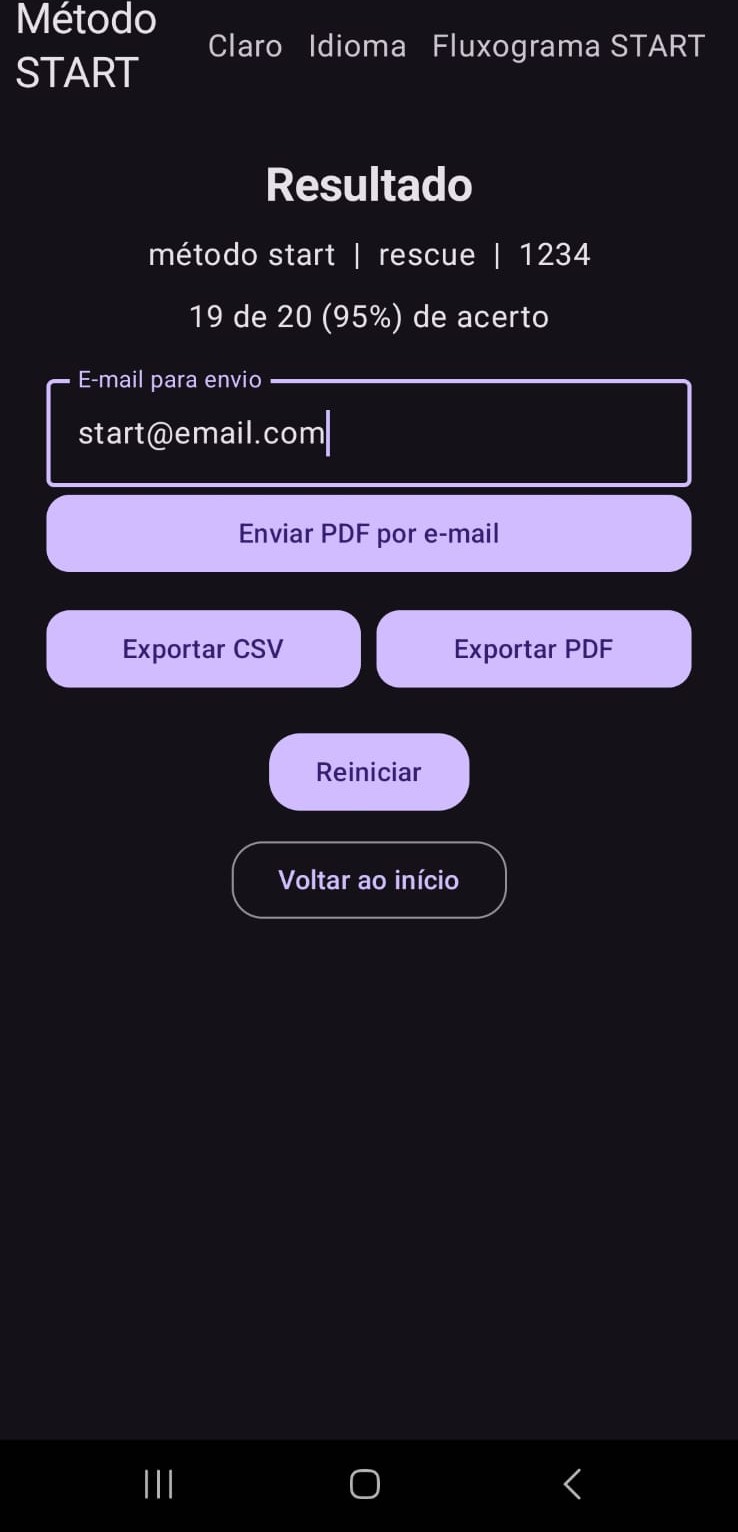 Método
START
Claro Idioma Fluxograma START
Resultado
método start | rescue | 1234
19 de 20 (95%) de acerto
E-mail para envio
start@email.com
Enviar PDF por e-mail
Exportar CSV Exportar PDF
Reiniciar
Voltar ao início